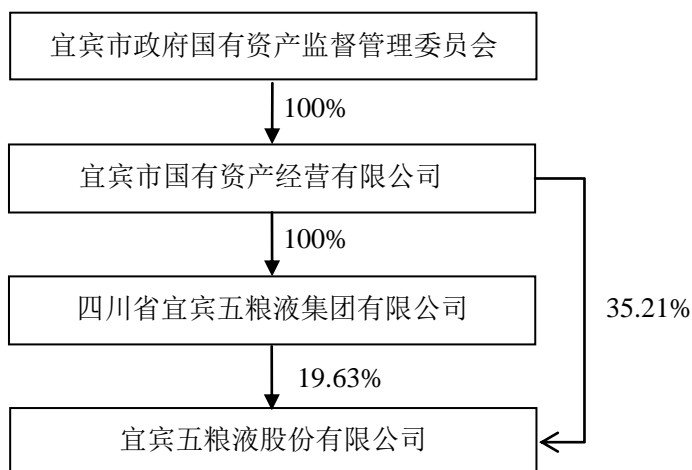 宜宾市政府国有资产监督管理委员会
100%
宜宾市国有资产经营有限公司
100%
四川省宜宾五粮液集团有限公司
35.21%
19.63%
宜宾五粮液股份有限公司